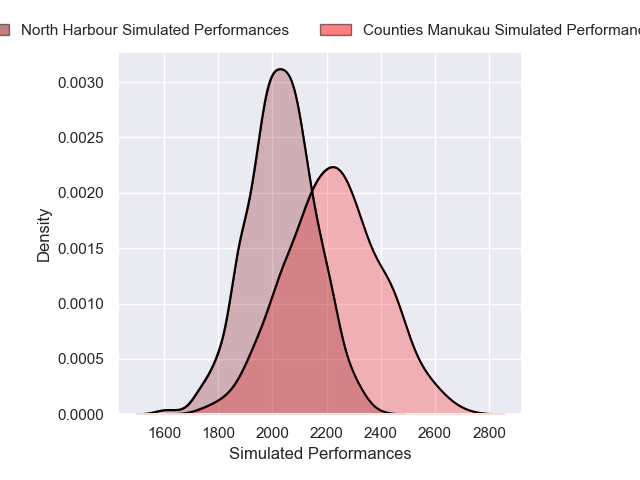 North Harbour Simulated Performances
Counties Manukau Simulated
0.0030
0.0025
0.0020
0.0015
0.0010
0.0005
0.0000
Density
1600 1800 2000 2200 2400 2600 2800
Simulated Performances